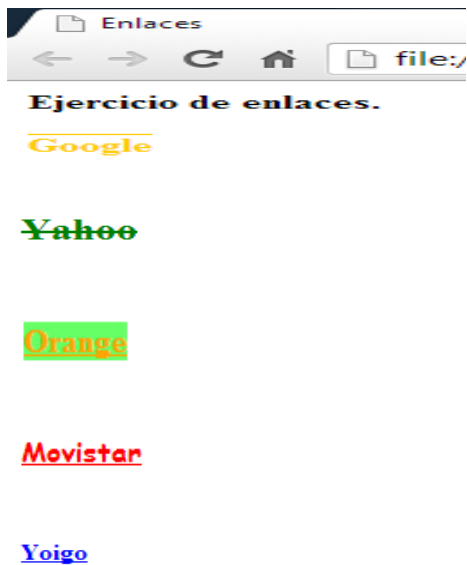 Enlaces
file:/
Ejercicio de enlaces.
Google
Yahoo
Orange
Movistar
Yoigo